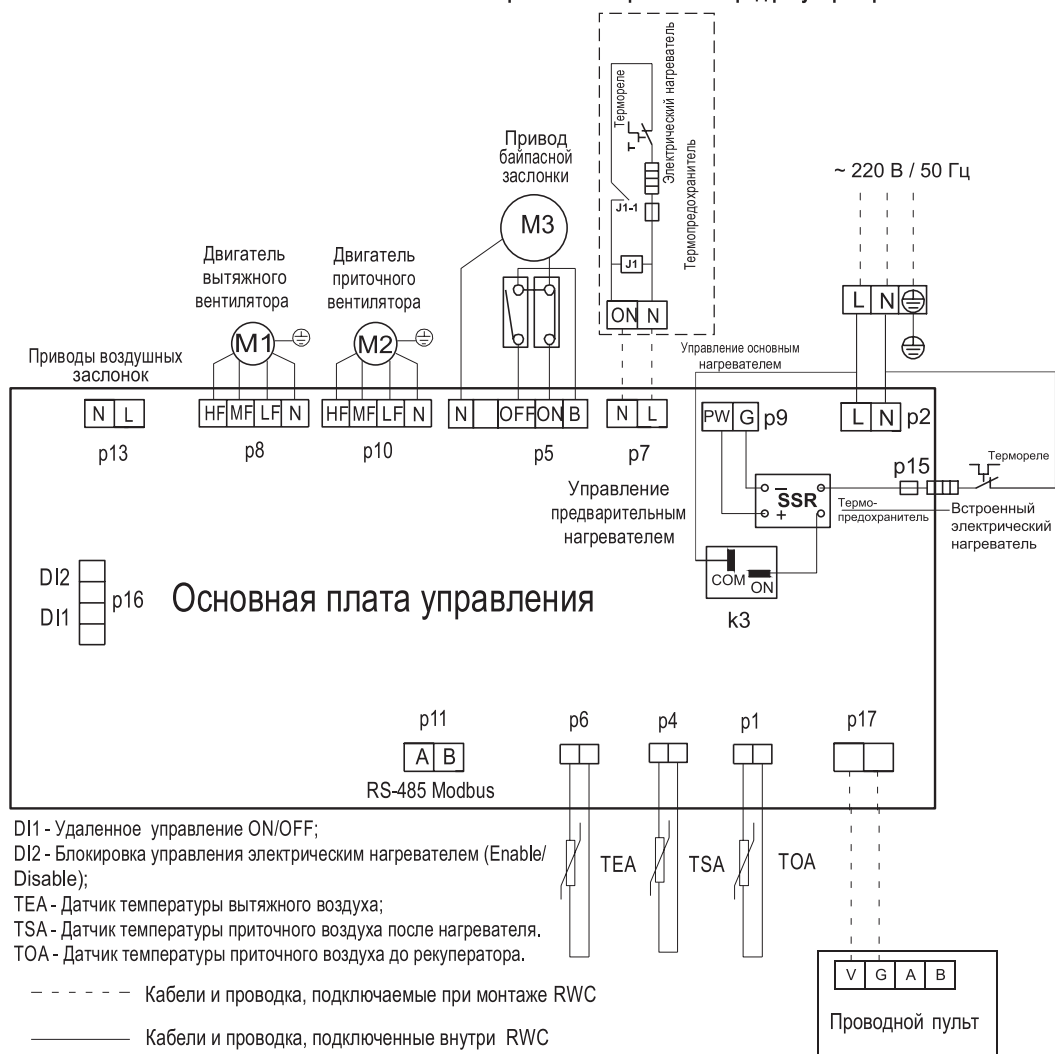 Термореле
Электрический нагреватель
Термопредохранитель
T
J1-1
J1
ON N
Привод
байпасной
заслонки
M3
~ 220 В / 50 Гц
L N
Двигатель
вытяжного
вентилятора
M1
Двигатель
приточного
вентилятора
M2
Приводы воздушных
заслонок
Управление основным
нагревателем
N L
p13
HF MF LF N
p8
HF MF LF N
p10
N OFF ON B
p5
N L
p7
PW G p9
L N p2
p15
Термореле
Управление
предварительным
нагревателем
SSR
Термо-
предохранитель
Встроенный
электрический
нагреватель
COM ON
k3
DI2
DI1
p16
Основная плата управления
p11
A B
RS-485 Modbus
p6
p4
p1
p17
DI1 - Удаленное управление ON/OFF;
DI2 - Блокировка управления электрическим нагревателем (Enable/
Disable);
TEA - Датчик температуры вытяжного воздуха;
TSA - Датчик температуры приточного воздуха после нагревателя.
TOA - Датчик температуры приточного воздуха до рекуператора.
TEA
TSA
TOA
Кабели и проводка, подключаемые при монтаже RWC
Кабели и проводка, подключенные внутри RWC
V G A B
Проводной пульт